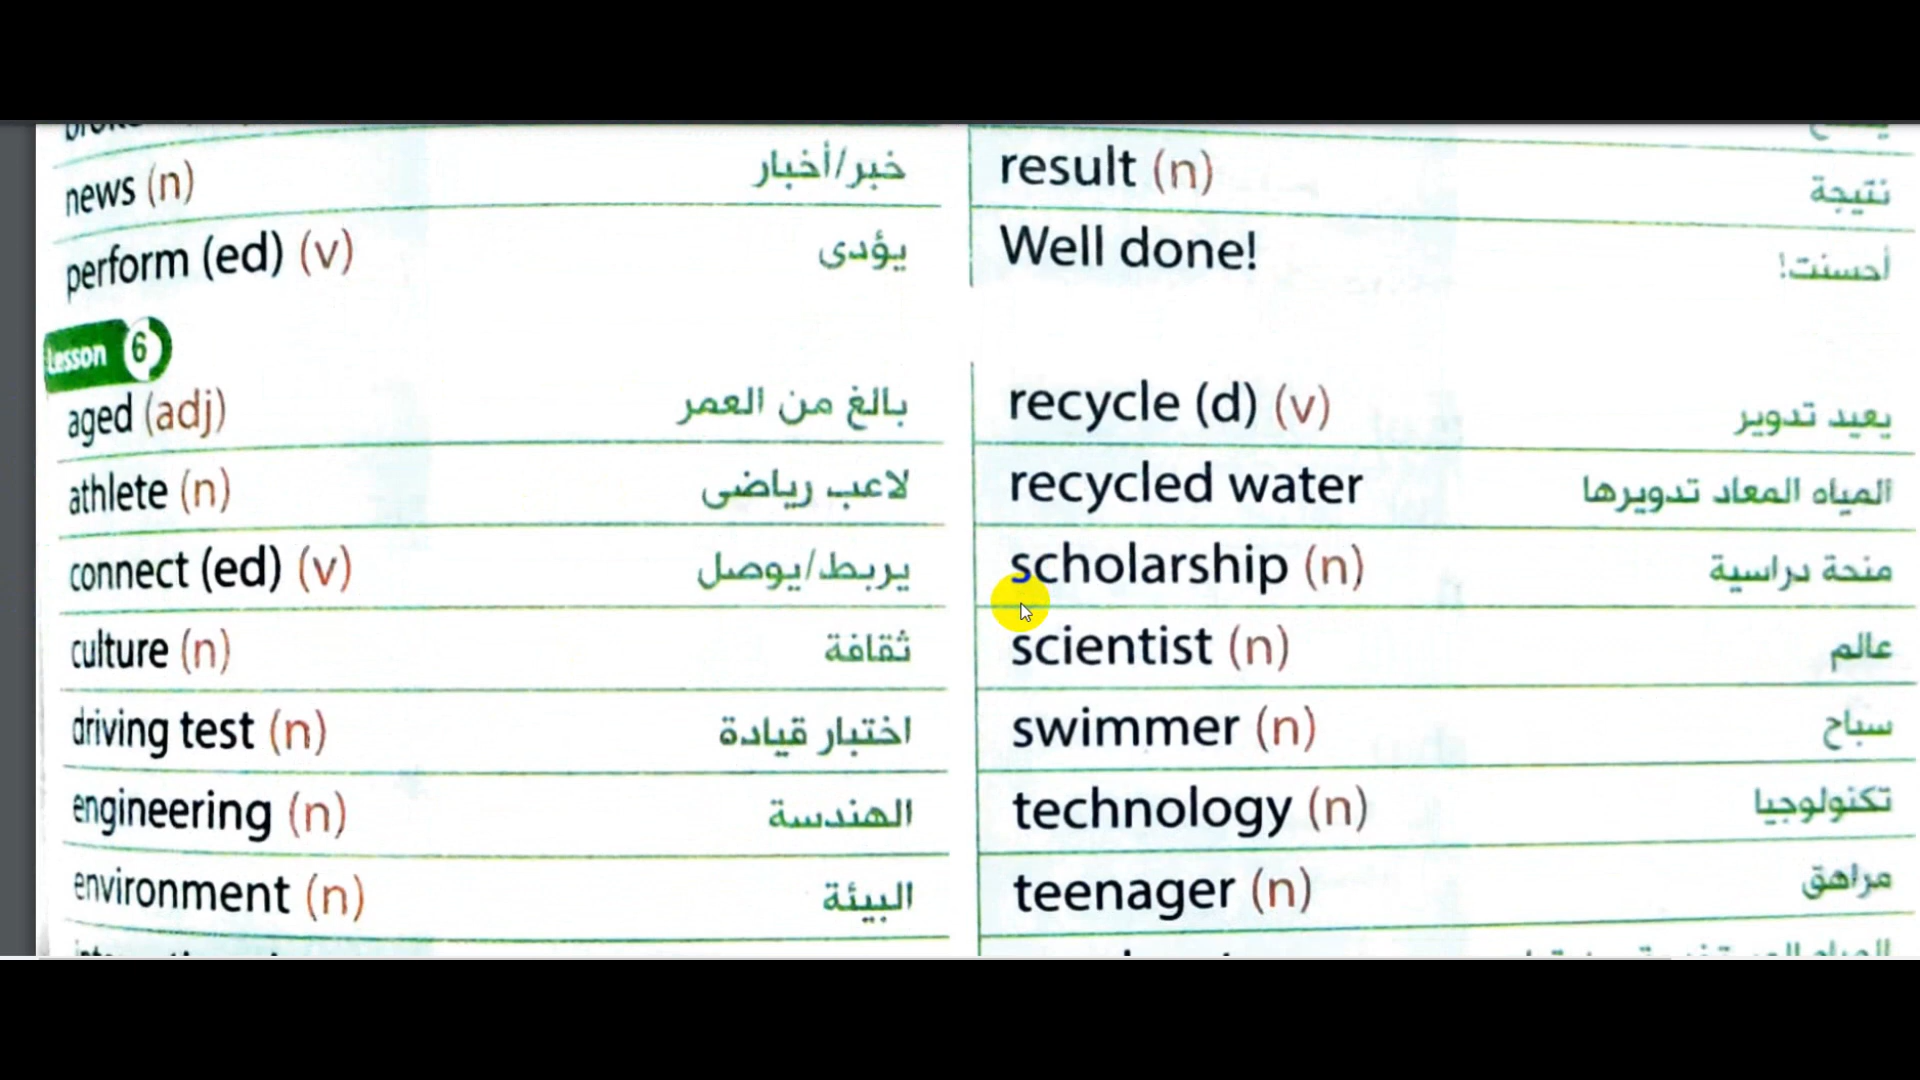 news (n) خبر/أخبار
result (n) نتيجة
perform (ed) (v) يؤدى
Well done! أحسنت!
Lesson 6
aged (adj) بالغ من العمر
recycle (d) (v) يعيد تدوير
athlete (n) لاعب رياضى
recycled water المياه المعاد تدويرها
connect (ed) (v) يربط/يوصل
scholarship (n) منحة دراسية
culture (n) ثقافة
scientist (n) عالم
driving test (n) اختبار قيادة
swimmer (n) سباح
engineering (n) الهندسة
technology (n) تكنولوجيا
environment (n) البيئة
teenager (n) مراهق